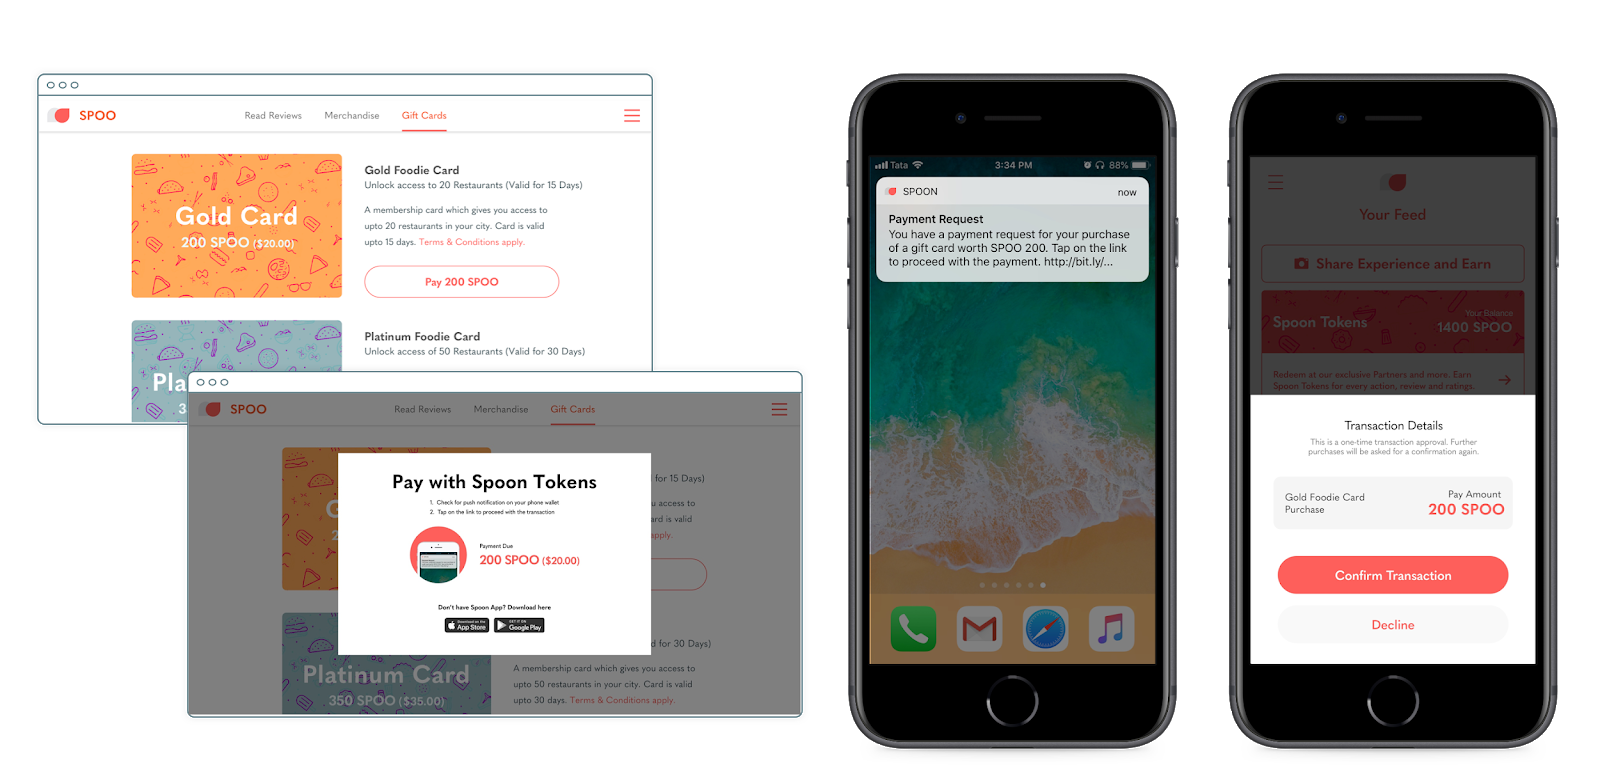 SPOO
Read Reviews Merchandise Gift Cards
Gold Card
200 SPOO ($20.00)
Gold Foodie Card
Unlock access to 20 Restaurants (Valid for 15 Days)
A membership card which gives you access to
upto 20 restaurants in your city. Card is valid
upto 15 days. Terms & Conditions apply.
Pay 200 SPOO
Pla
3
Platinum Foodie Card
Unlock access of 50 Restaurants (Valid for 30 Days)
SPOO
Read Reviews Merchandise Gift Cards
G
2
for 15 Days)
u access to
ard is valid
apply.
Pay with Spoon Tokens
1. Check for push notification on your phone wallet
2. Tap on the link to proceed with the transaction
Payment Due
200 SPOO ($20.00)
Don't have Spoon App? Download here
Download on the
App Store
GET IT ON
Google Play
d for 30 Days)
Platinum Card
350 SPOO ($35.00)
A membership card which gives you access to
upto 50 restaurants in your city. Card is valid
upto 30 days. Terms & Conditions apply.
Tata 3:34 PM 88%
SPOON now
Payment Request
You have a payment request for your purchase
of a gift card worth SPOO 200. Tap on the link
to proceed with the payment. http://bit.ly/...
Your Feed
Share Experience and Earn
Spoon Tokens
Your Balance
1400 SPOO
Redeem at our exclusive Partners and more. Earn
Spoon Tokens for every action, review and ratings.
Transaction Details
This is a one-time transaction approval. Further
purchases will be asked for a confirmation again.
Gold Foodie Card
Purchase
Pay Amount
200 SPOO
Confirm Transaction
Decline